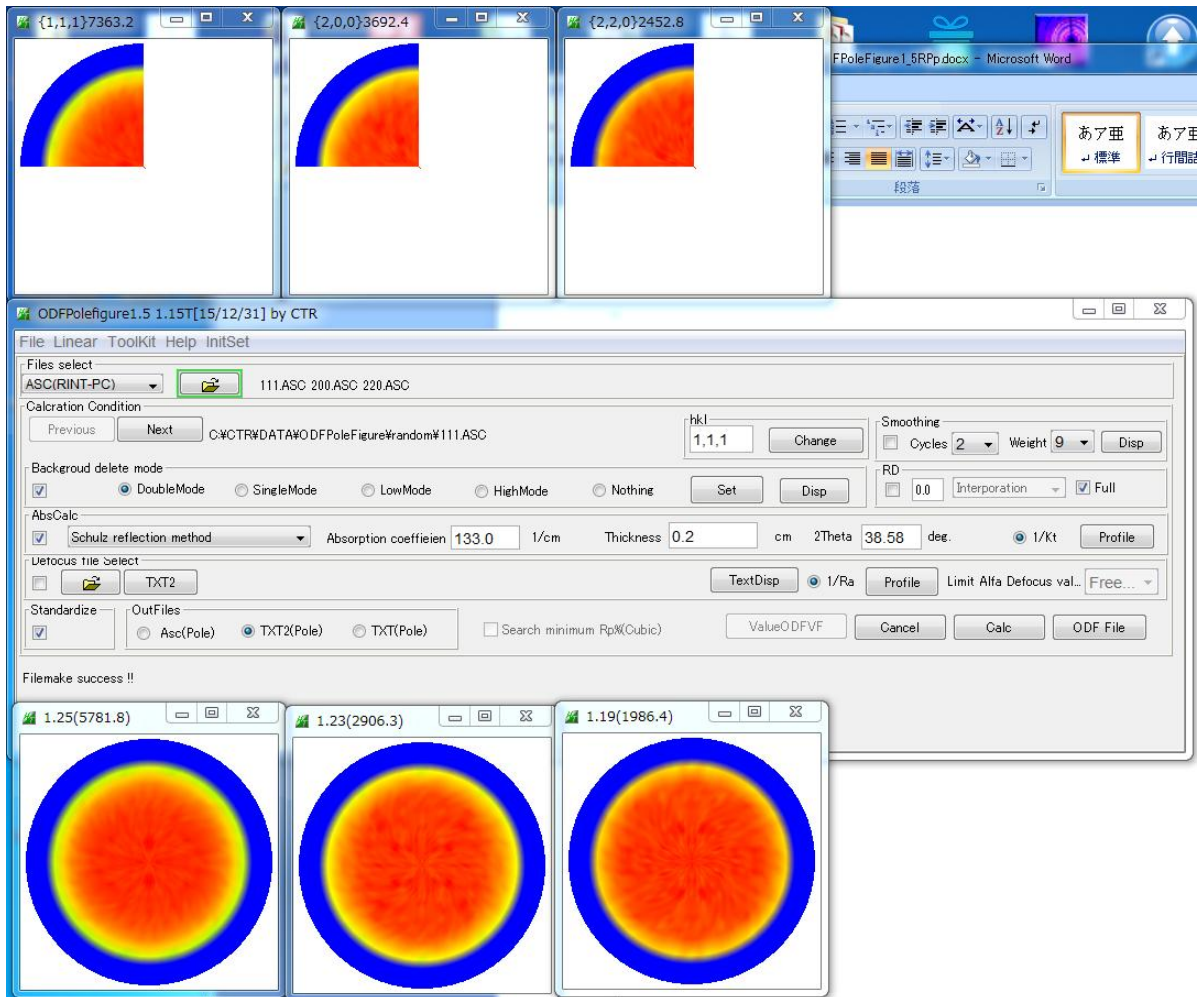 {1,1,1}7363.2
{2,0,0}3692.4
{2,2,0}2452.8
FPoleFigure1_5RPp.docx - Microsoft Word
あア亜
↲ 標準
あア亜
↲ 行間詰
段落
ODFPolefigure1.5 1.15T[15/12/31] by CTR
File Linear ToolKit Help InitSet
Files select
ASC(RINT-PC) 111.ASC 200.ASC 220.ASC
Calcration Condition
Previous Next C:¥CTR¥DATA¥ODFPoleFigure¥random¥111.ASC
hkl
1,1,1 Change
Smoothing
Cycles 2 Weight 9 Disp
Backgroud delete mode
DoubleMode SingleMode LowMode HighMode Nothing Set Disp
RD
0.0 Interporation Full
AbsCalc
Schulz reflection method Absorption coeffieien 133.0 1/cm Thickness 0.2 cm 2Theta 38.58 deg. 1/Kt Profile
Defocus file Select
TXT2 TextDisp 1/Ra Profile Limit Alfa Defocus val... Free...
Standardize
OutFiles
Asc(Pole) TXT2(Pole) TXT(Pole) Search minimum Rp%(Cubic) ValueODFVF Cancel Calc ODF File
Filemake success !!
1.25(5781.8)
1.23(2906.3)
1.19(1986.4)